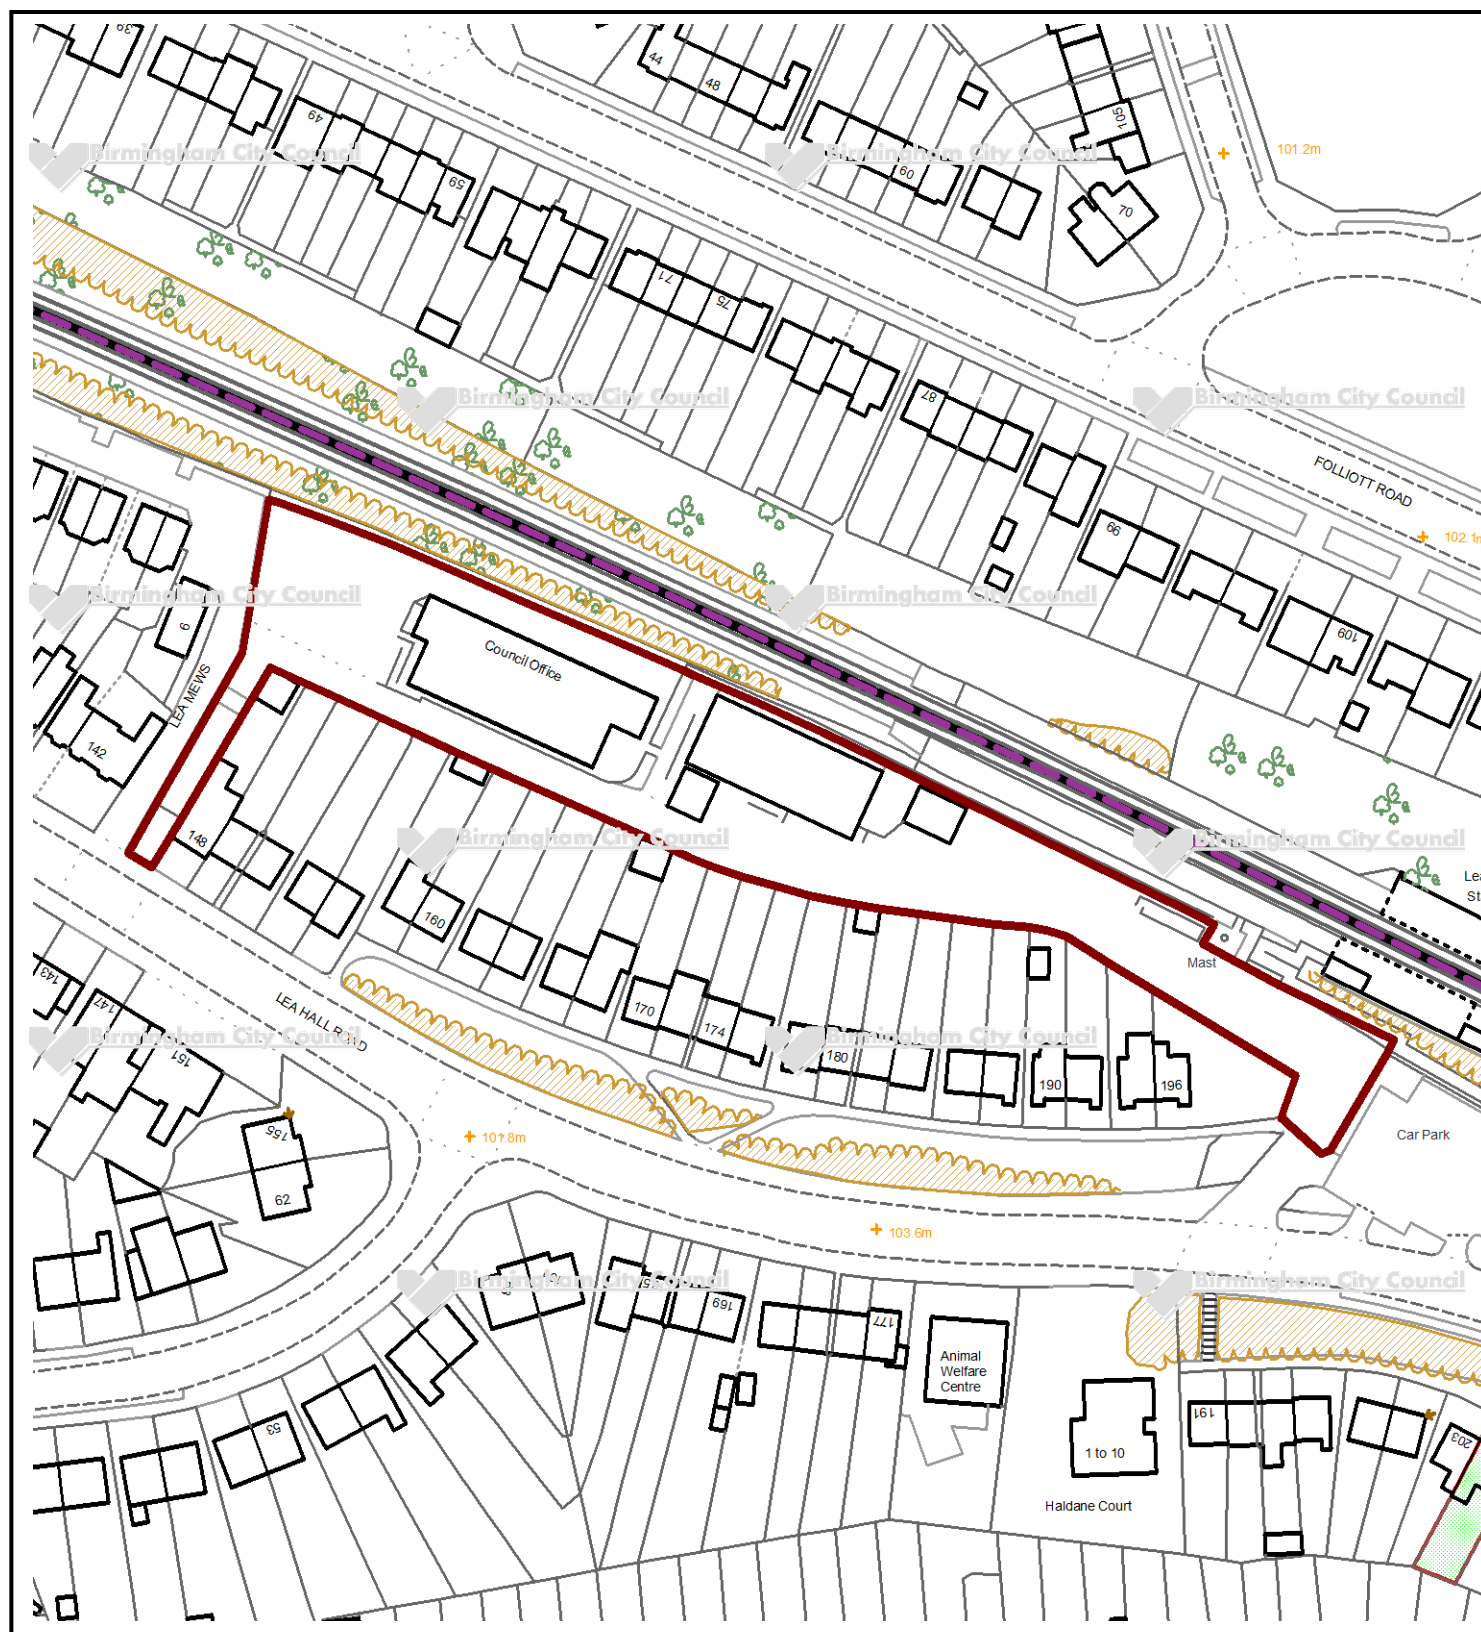 39
44
48
49
105
101.2m
Birmingham City Council
Birmingham City Council
59
60
70
71
75
Birmingham City Council
Birmingham City Council
87
FOLLIOTT ROAD
66
102.1m
Birmingham City Council
Birmingham City Council
9
109
Council Office
LEA MEWS
142
148
Birmingham City Council
Birmingham City Council
Lea
St
160
Mast
143
147
LEA HALL ROAD
170
174
Birmingham City Council
Birmingham City Council
151
180
190
196
155
101.8m
Car Park
62
103.6m
Birmingham City Council
Birmingham City Council
169
177
Animal
Welfare
Centre
53
191
203
1 to 10
Haldane Court